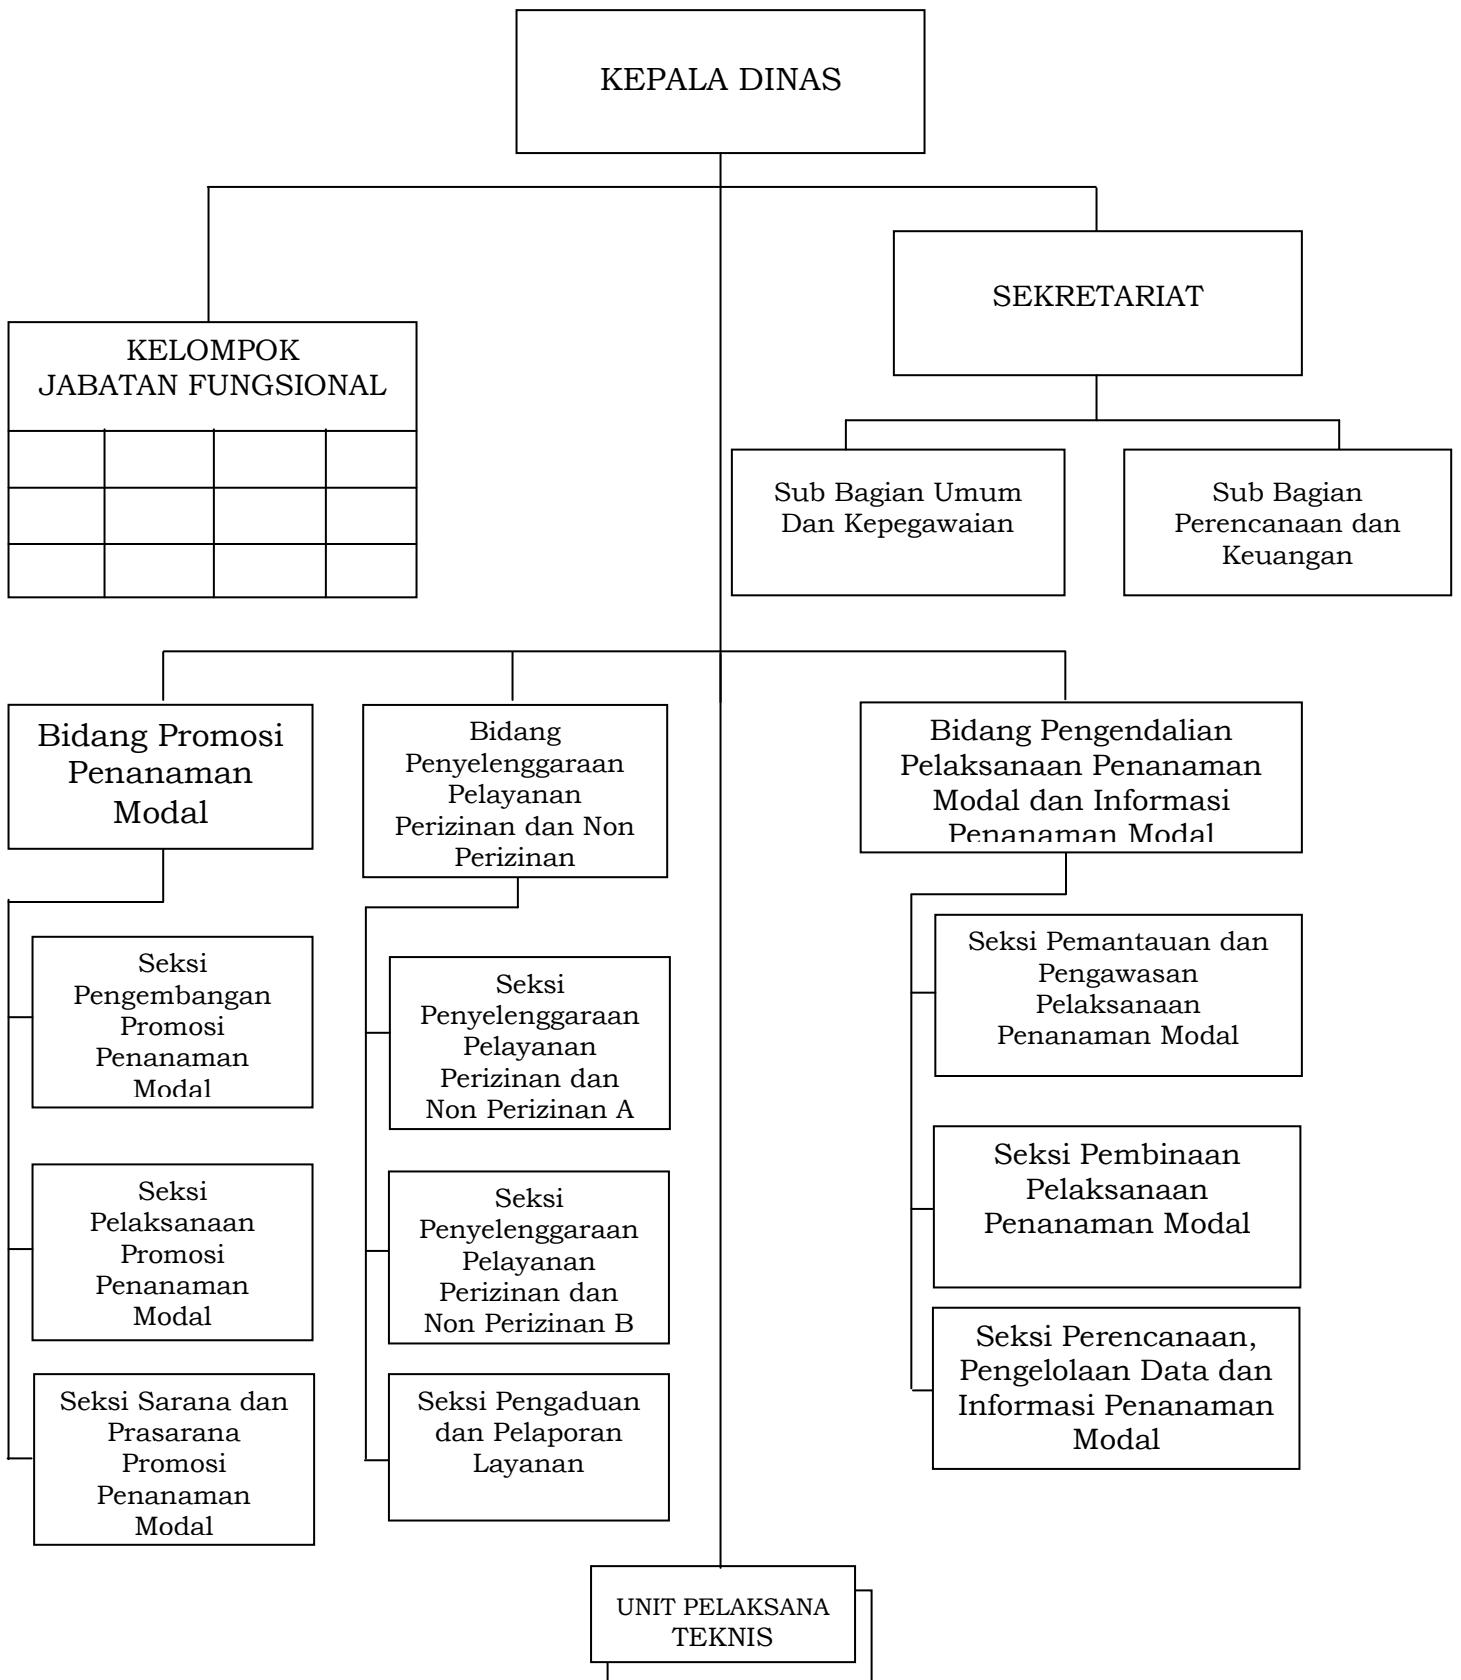 KEPALA DINAS
SEKRETARIAT
KELOMPOK
JABATAN FUNGSIONAL
Sub Bagian Umum
Dan Kepegawaian
Sub Bagian
Perencanaan dan
Keuangan
Bidang Promosi
Penanaman
Modal
Bidang
Penyelenggaraan
Pelayanan
Perizinan dan Non
Perizinan
Bidang Pengendalian
Pelaksanaan Penanaman
Modal dan Informasi
Penanaman Modal
Seksi
Pengembangan
Promosi
Penanaman
Modal
Seksi
Penyelenggaraan
Pelayanan
Perizinan dan
Non Perizinan A
Seksi Pemantauan dan
Pengawasan
Pelaksanaan
Penanaman Modal
Seksi
Pelaksanaan
Promosi
Penanaman
Modal
Seksi
Penyelenggaraan
Pelayanan
Perizinan dan
Non Perizinan B
Seksi Pembinaan
Pelaksanaan
Penanaman Modal
Seksi Sarana dan
Prasarana
Promosi
Penanaman
Modal
Seksi Pengaduan
dan Pelaporan
Layanan
Seksi Perencanaan,
Pengelolaan Data dan
Informasi Penanaman
Modal
UNIT PELAKSANA
TEKNIS